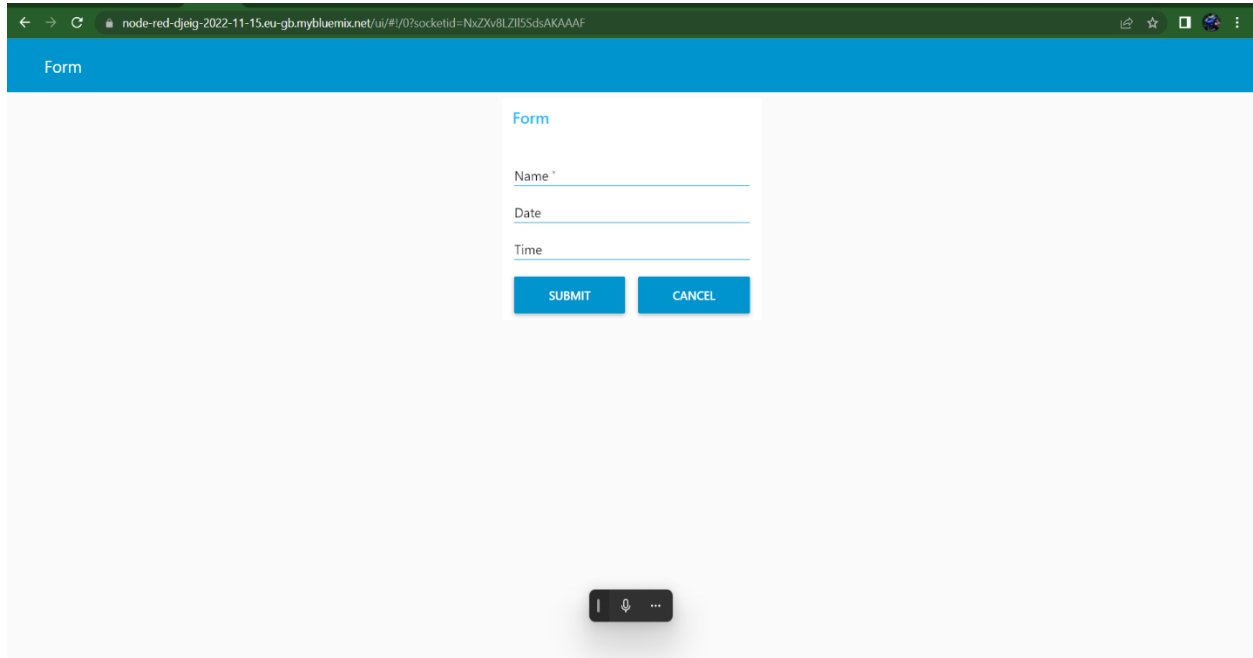 node-red-djeig-2022-11-15.eu-gb.mybluemix.net/ui/#!/0?socketid=NxZXv8LZIl5SdsAKAAAF
Form
Form
Name *
Date
Time
SUBMIT CANCEL